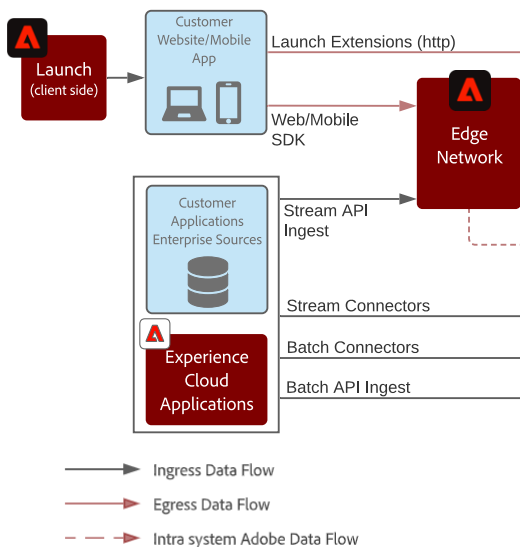 Launch
(client side)
Customer
Website/Mobile
App
Launch Extensions (http)
Web/Mobile
SDK
Edge
Network
Customer
Applications
Enterprise Sources
Stream API
Ingest
Experience
Cloud
Applications
Stream Connectors
Batch Connectors
Batch API Ingest
Ingress Data Flow
Egress Data Flow
Intra system Adobe Data Flow